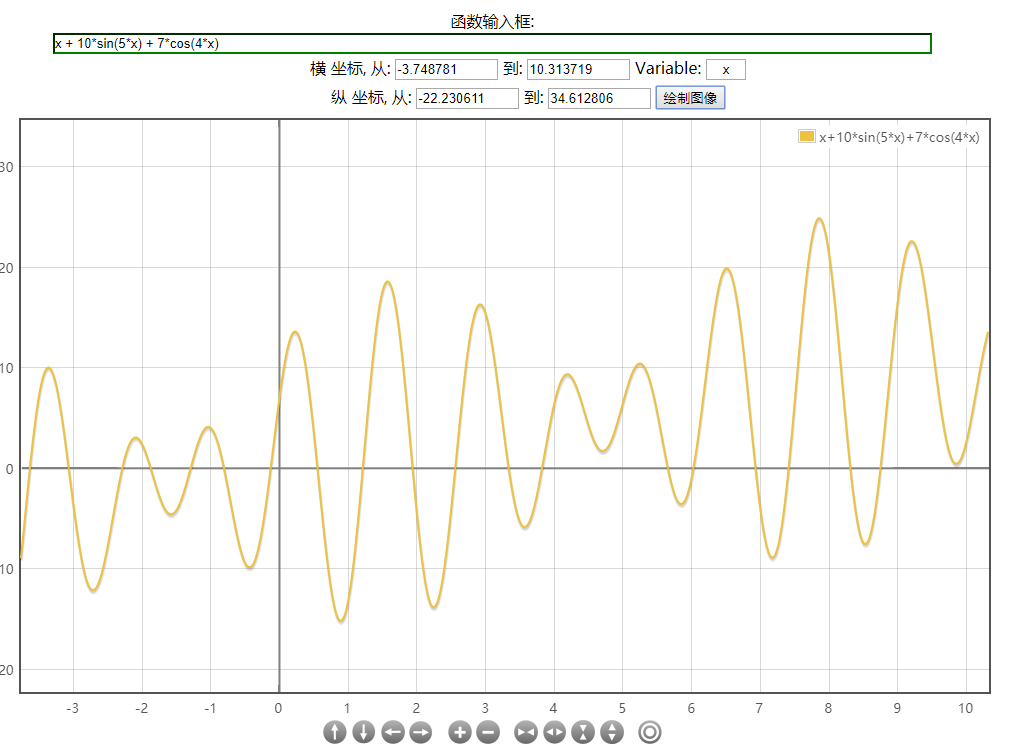 函数输入框:
x + 10*sin(5*x) + 7*cos(4*x)
横 坐标, 从: -3.748781 到: 10.313719 Variable: x
纵 坐标, 从: -22.230611 到: 34.612806 绘制图像
x+10*sin(5*x)+7*cos(4*x)
30
20
10
0
10
20
-3 -2 -1 0 1 2 3 4 5 6 7 8 9 10